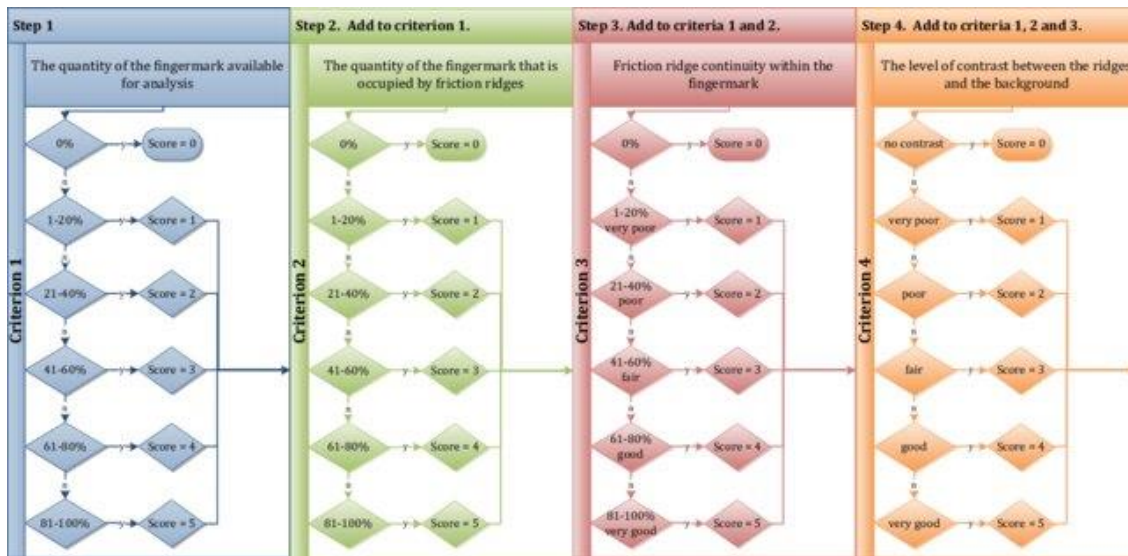 Step 1
The quantity of the fingermark available
for analysis
Criterion 1
0%
y
Score = 0
n
1-20%
y
Score = 1
n
21-40%
y
Score = 2
n
41-60%
y
Score = 3
n
61-80%
y
Score = 4
n
81-100%
y
Score = 5
Step 2. Add to criterion 1.
The quantity of the fingermark that is
occupied by friction ridges
Criterion 2
0%
y
Score = 0
n
1-20%
y
Score = 1
n
21-40%
y
Score = 2
n
41-60%
y
Score = 3
n
61-80%
y
Score = 4
n
81-100%
y
Score = 5
Step 3. Add to criteria 1 and 2.
Friction ridge continuity within the
fingermark
Criterion 3
0%
y
Score = 0
n
1-20%
very poor
y
Score = 1
n
21-40%
poor
y
Score = 2
n
41-60%
fair
y
Score = 3
n
61-80%
good
y
Score = 4
n
81-100%
very good
y
Score = 5
Step 4. Add to criteria 1, 2 and 3.
The level of contrast between the ridges
and the background
Criterion 4
no contrast
y
Score = 0
n
very poor
y
Score = 1
n
poor
y
Score = 2
n
fair
y
Score = 3
n
good
y
Score = 4
n
very good
y
Score = 5